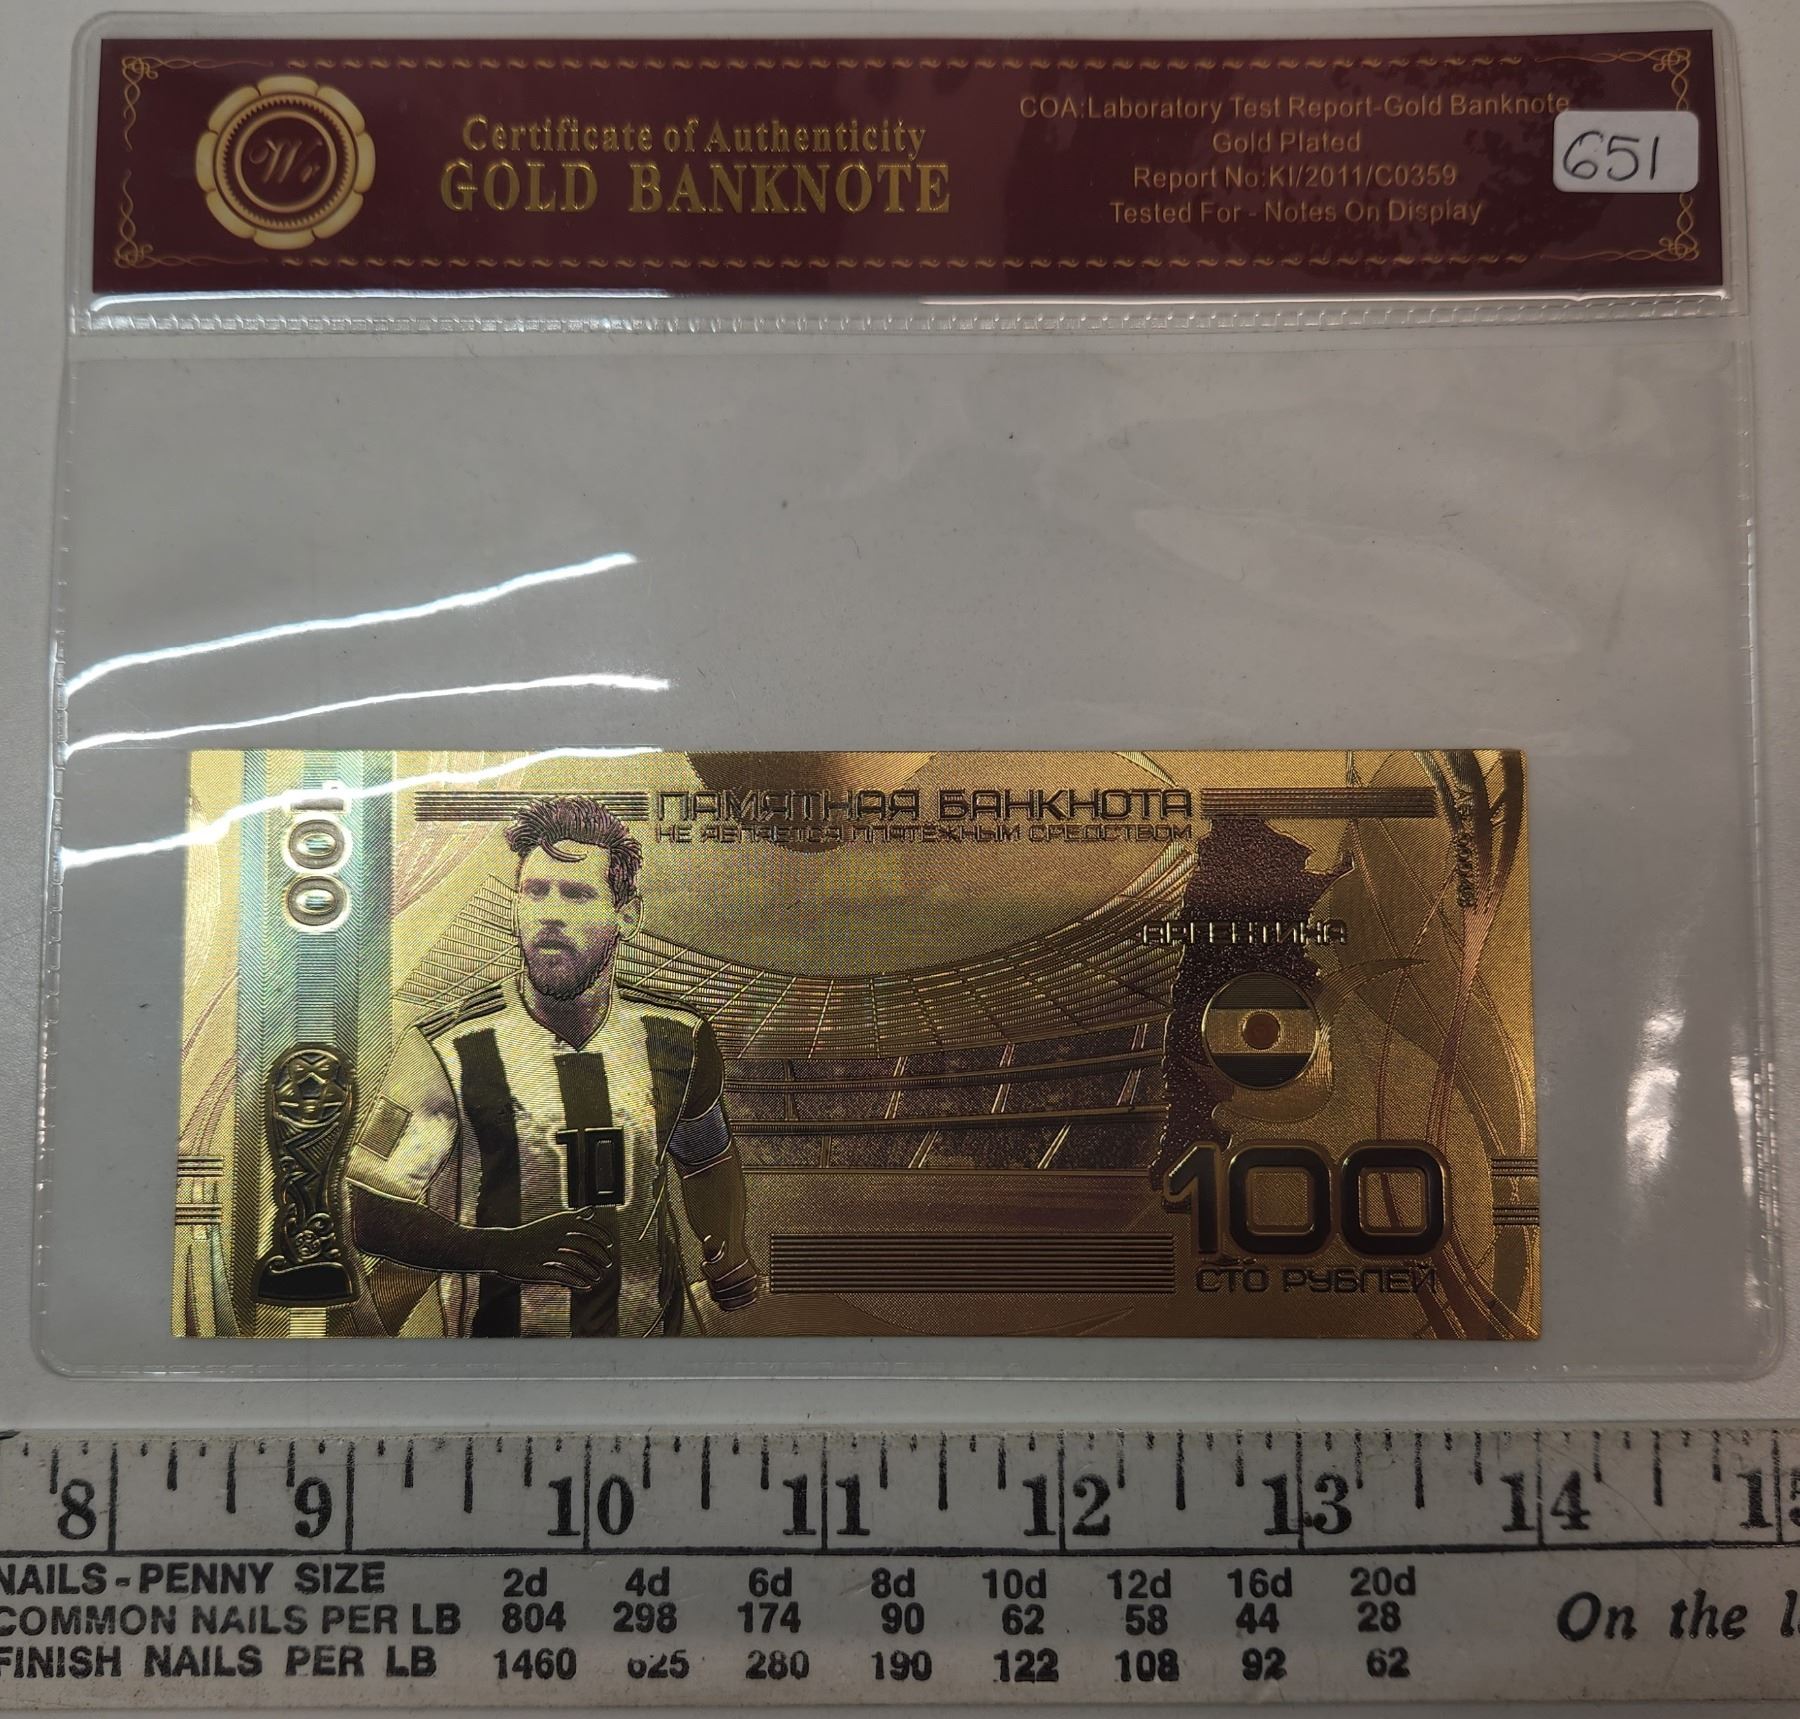 Certificate of Authenticity
GOLD BANKNOTE
COA:Laboratory Test Report-Gold Banknote
Gold Plated
Report No:KI/2011/C0359
Tested For - Notes On Display
651
100
ПАМЯТНАЯ БАНКНОТА
НЕ ЯВЛЯЕТСЯ ПЛАТЁЖНЫМ СРЕДСТВОМ
АРГЕНТИНА
10
100
СТО РУБЛЕЙ
8 9 10 11 12 13 14 15
NAILS - PENNY SIZE 2d 4d 6d 8d 10d 12d 16d 20d
COMMON NAILS PER LB 804 298 174 90 62 58 44 28
FINISH NAILS PER LB 1460 625 280 190 122 108 92 62
On the